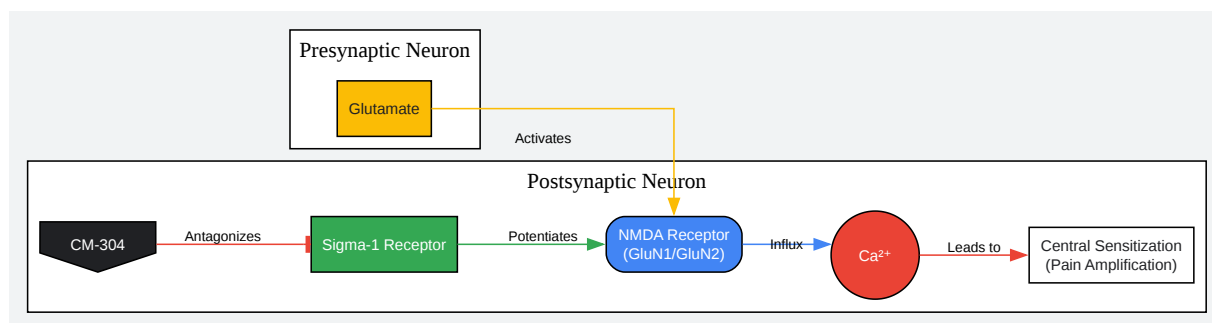 Presynaptic Neuron
Glutamate
Activates
Postsynaptic Neuron
CM-304
Antagonizes
Sigma-1 Receptor
Potentiates
NMDA Receptor
(GluN1/GluN2)
Influx
Ca²⁺
Leads to
Central Sensitization
(Pain Amplification)